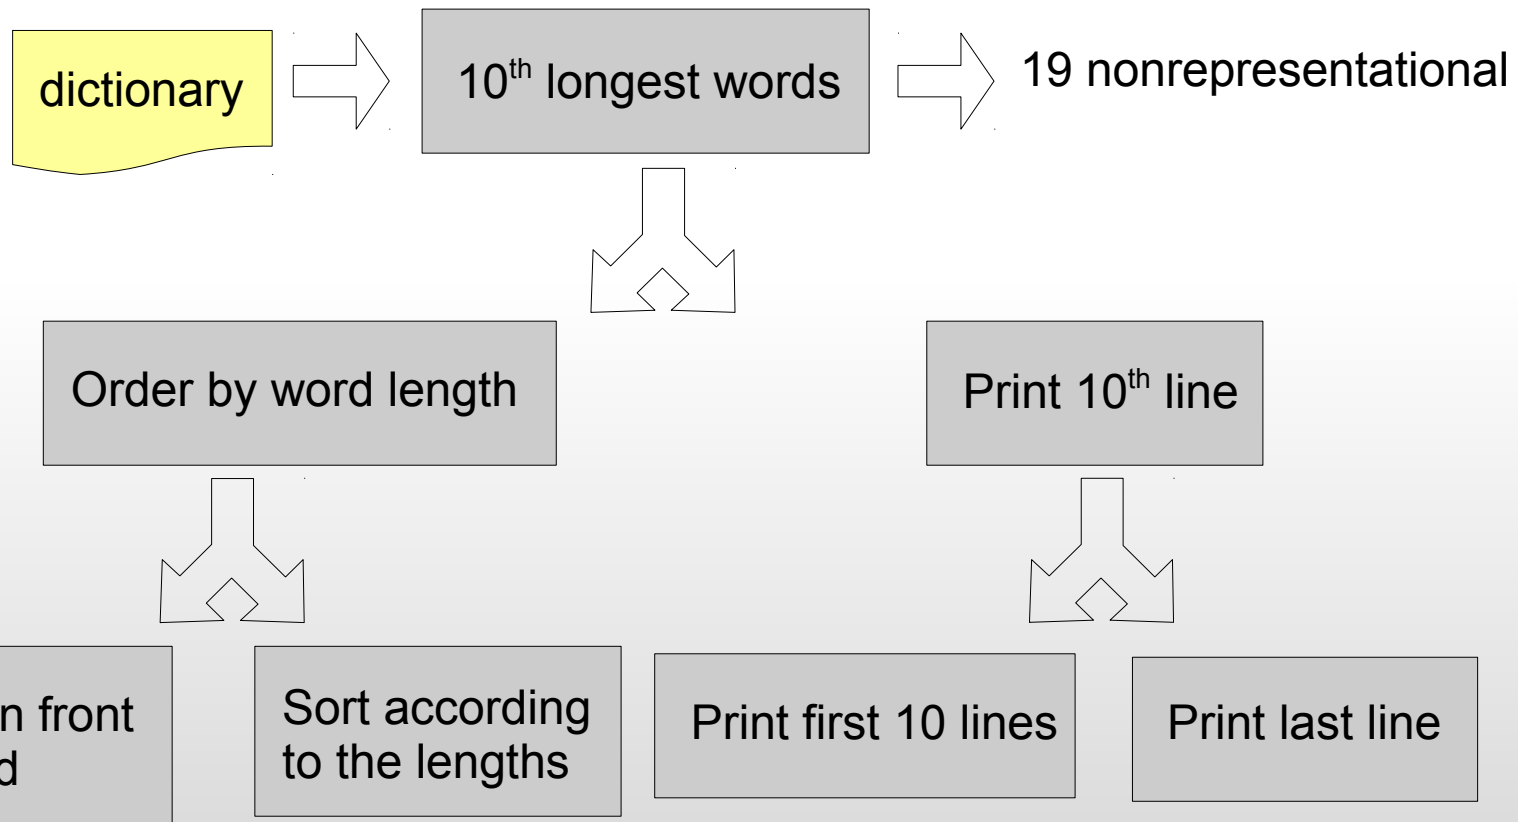 dictionary
10th longest words
19 nonrepresentational
Order by word length
Print 10th line
front
Sort according
to the lengths
Print first 10 lines
Print last line